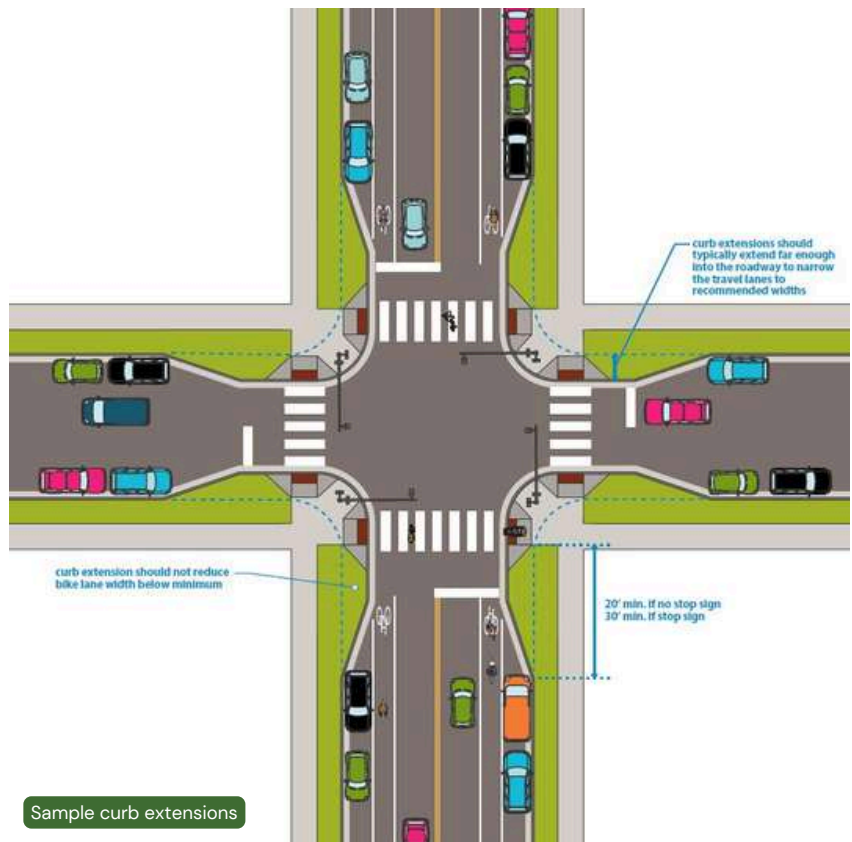 curb extensions should
typically extend far enough
into the roadway to narrow
the travel lanes to
recommended widths
curb extension should not reduce
bike lane width below minimum
20' min. if no stop sign
30' min. if stop sign
Sample curb extensions